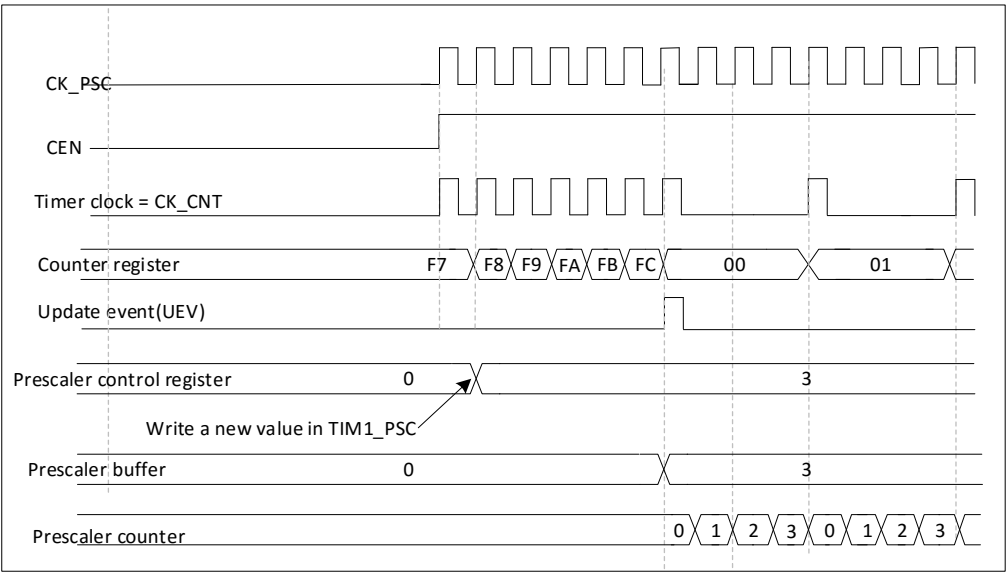 CK_PSC
CEN
Timer clock = CK_CNT
Counter register F7 F8 F9 FA FB FC 00 01
Update event(UEV)
Prescaler control register 0 3
Write a new value in TIM1_PSC
Prescaler buffer 0 3
Prescaler counter 0 1 2 3 0 1 2 3